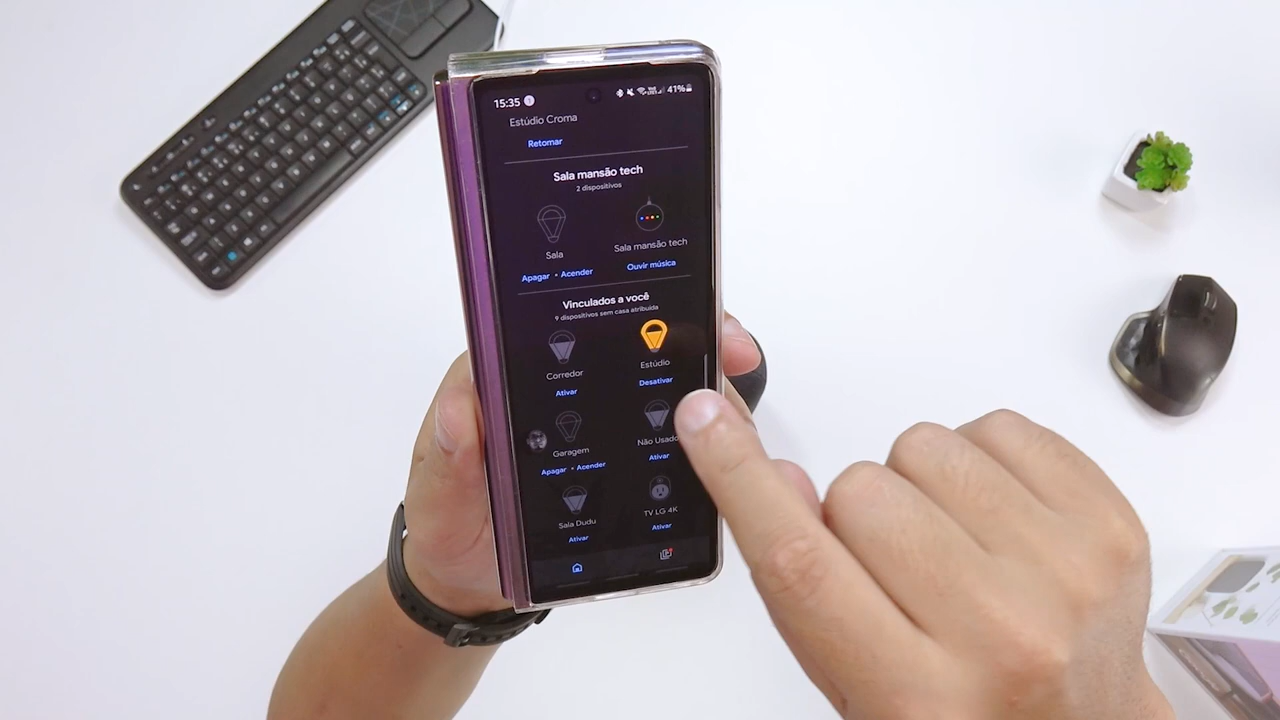 15:35
41%
Estúdio Croma
Retomar
Sala mansão tech
2 dispositivos
Sala
Sala mansão tech
Apagar • Acender
Ouvir música
Vinculados a você
9 dispositivos sem casa atribuída
Corredor
Estúdio
Ativar
Desativar
Garagem
Não Usado
Apagar • Acender
Ativar
Sala Dudu
TV LG 4K
Ativar
Ativar